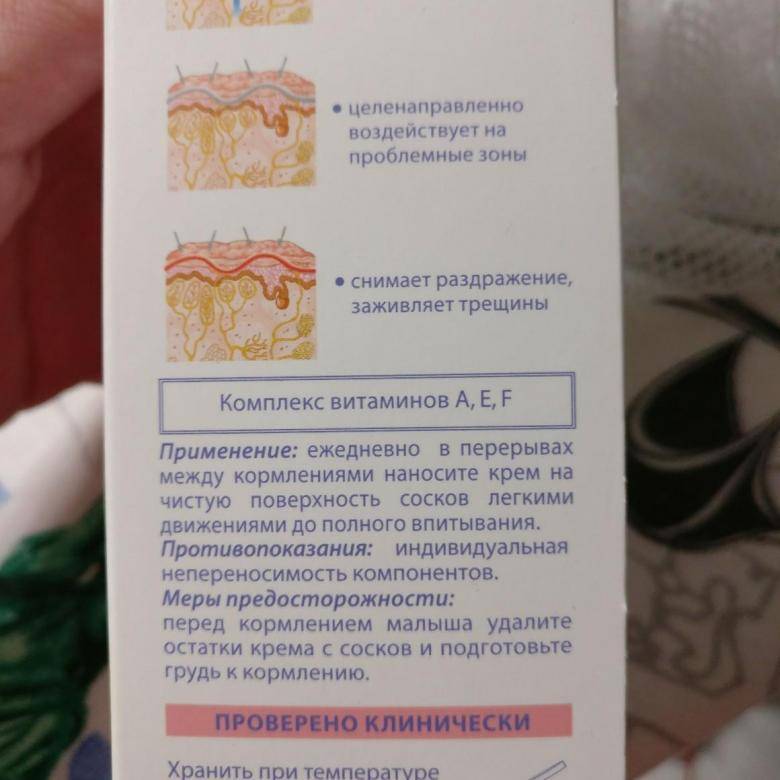 • целенаправленно
воздействует на
проблемные зоны
• снимает раздражение,
заживляет трещины
Комплекс витаминов А, Е, F
Применение: ежедневно в перерывах
между кормлениями наносите крем на
чистую поверхность сосков легкими
движениями до полного впитывания.
Противопоказания: индивидуальная
непереносимость компонентов.
Меры предосторожности:
перед кормлением малыша удалите
остатки крема с сосков и подготовьте
грудь к кормлению.
ПРОВЕРЕНО КЛИНИЧЕСКИ
Хранить при температуре